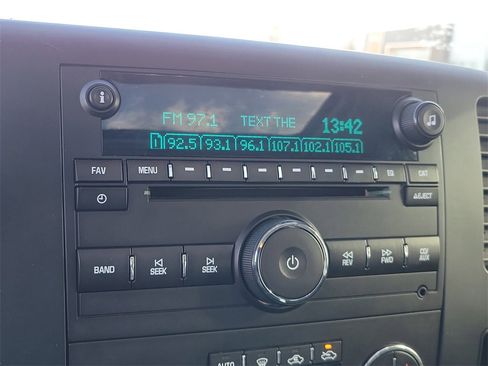 i
FM 97.1 TEXT THE 13:42
1 92.5 93.1 96.1 107.1 102.1 105.1
FAV MENU EQ CAT
EJECT
BAND SEEK SEEK REV FWD CD/AUX
AUTO